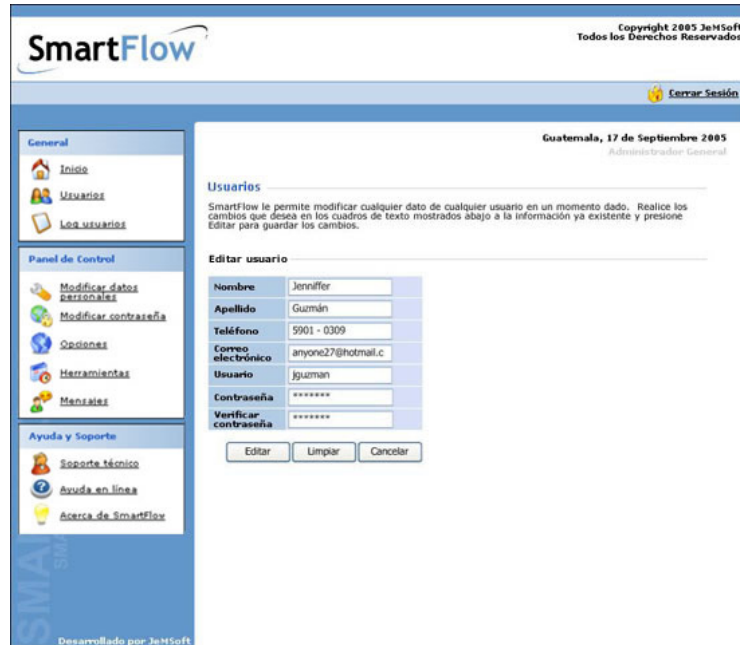 Copyright 2005 JeMSoft
Todos los Derechos Reservados
SmartFlow
Cerrar Sesión
General
Inicio
Usuarios
Log usuarios
Panel de Control
Modificar datos
personales
Modificar contraseña
Opciones
Herramientas
Mensajes
Ayuda y Soporte
Soporte técnico
Ayuda en línea
Acerca de SmartFlow
SMAR
SMA
Desarrollado por JeMSoft
Guatemala, 17 de Septiembre 2005
Administrador General
Usuarios
SmartFlow le permite modificar cualquier dato de cualquier usuario en un momento dado. Realice los
cambios que desea en los cuadros de texto mostrados abajo a la información ya existente y presione
Editar para guardar los cambios.
Editar usuario
Nombre Jenniffer
Apellido Guzmán
Teléfono 5901 - 0309
Correo
electrónico anyone27@hotmail.c
Usuario jguzman
Contraseña *******
Verificar
contraseña *******
Editar Limpiar Cancelar